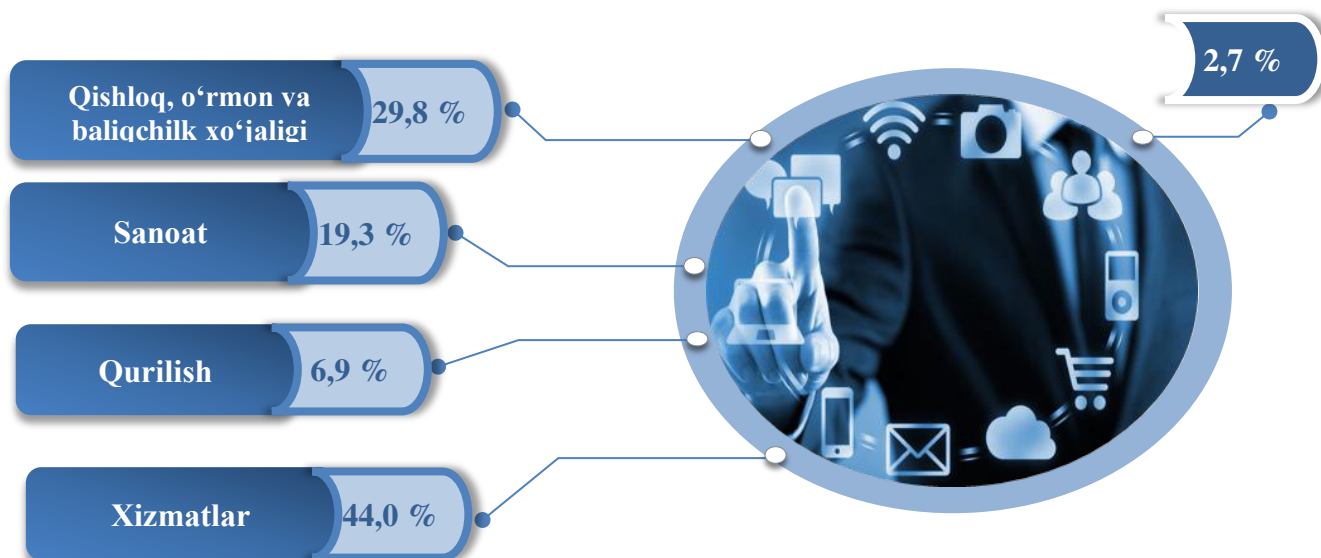 Qishloq, o‘rmon va
baliqchilk xo‘jaligi
29,8 %
Sanoat
19,3 %
Qurilish
6,9 %
Xizmatlar
44,0 %
2,7 %